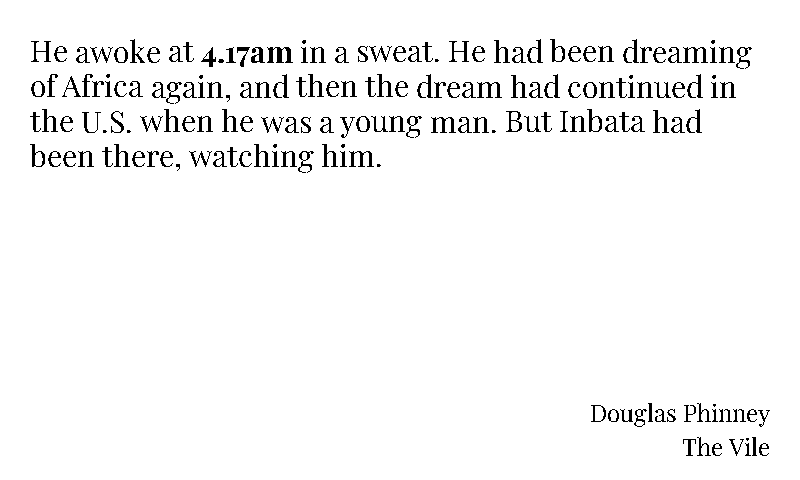 He awoke at 4.17am in a sweat. He had been dreaming
of Africa again, and then the dream had continued in
the U.S. when he was a young man. But Inbata had
been there, watching him.
Douglas Phinney
The Vile